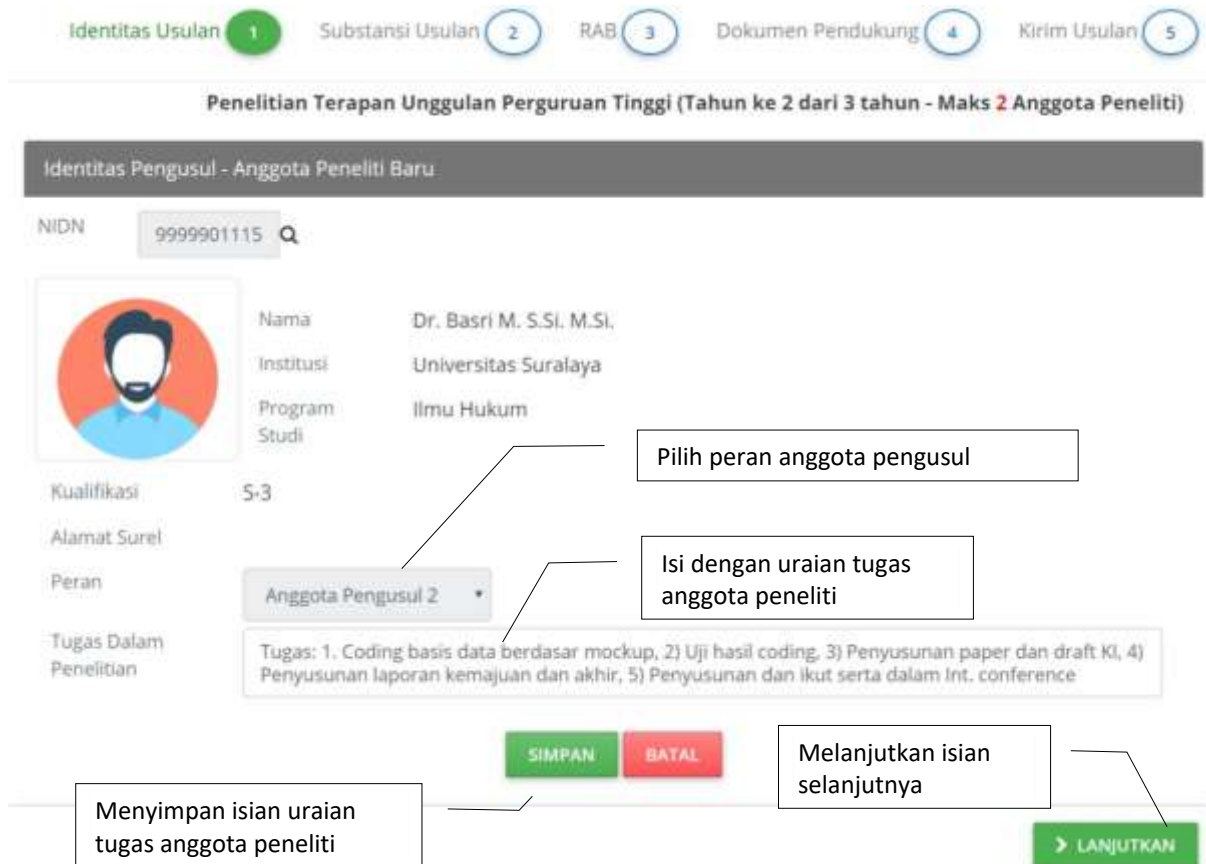 Identitas Usulan 1 Substansi Usulan 2 RAB 3 Dokumen Pendukung 4 Kirim Usulan 5
Penelitian Terapan Unggulan Perguruan Tinggi (Tahun ke 2 dari 3 tahun - Maks 2 Anggota Peneliti)
Identitas Pengusul - Anggota Peneliti Baru
NIDN 9999901115
Nama Dr. Basri M. S.Si. M.Si.
Institusi Universitas Suralaya
Program Ilmu Hukum
Studi
Pilih peran anggota pengusul
Kualifikasi S-3
Alamat Surel
Isi dengan uraian tugas
anggota peneliti
Peran Anggota Pengusul 2
Tugas Dalam
Penelitian
Tugas: 1. Coding basis data berdasar mockup, 2) Uji hasil coding, 3) Penyusunan paper dan draft KI, 4)
Penyusunan laporan kemajuan dan akhir, 5) Penyusunan dan ikut serta dalam Int. conference
SIMPAN BATAL
Melanjutkan isian
selanjutnya
Menyimpan isian uraian
tugas anggota peneliti
LANJUTKAN